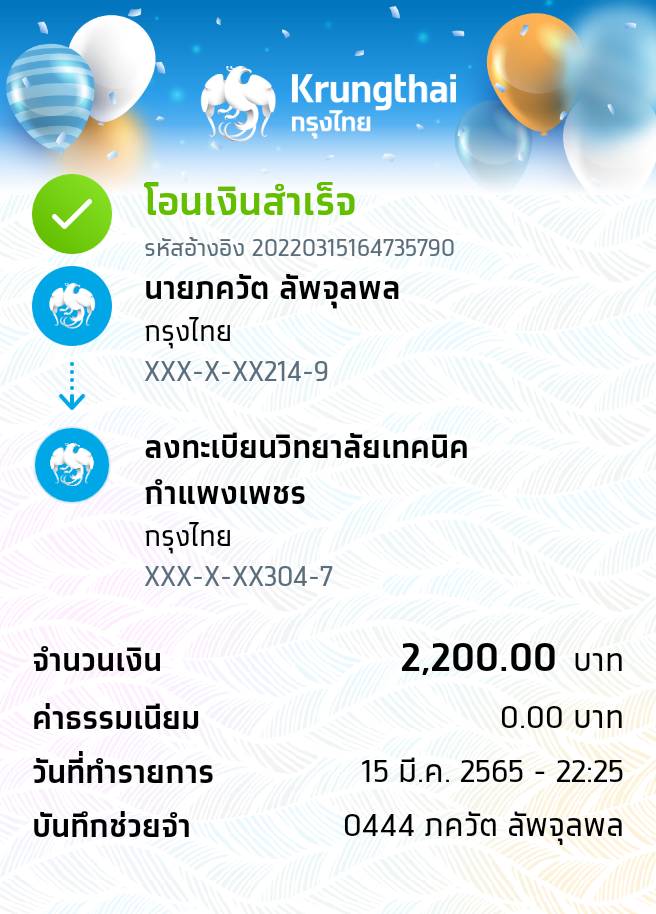 Krungthai
กรุงไทย
โอนเงินสำเร็จ
รหัสอ้างอิง 20220315164735790
นายภควัต ลัพจุลพล
กรุงไทย
XXX-X-XX214-9
ลงทะเบียนวิทยาลัยเทคนิค
กำแพงเพชร
กรุงไทย
XXX-X-XX304-7
จำนวนเงิน 2,200.00 บาท
ค่าธรรมเนียม 0.00 บาท
วันที่ทำรายการ 15 มี.ค. 2565 - 22:25
บันทึกช่วยจำ 0444 ภควัต ลัพจุลพล